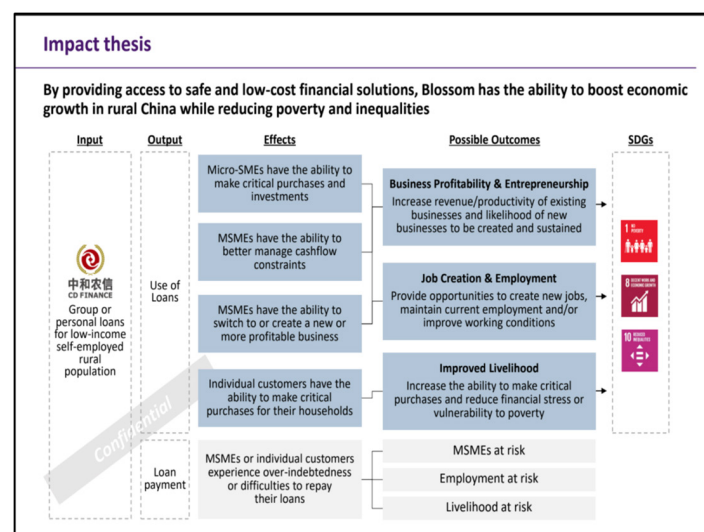 Impact thesis
By providing access to safe and low-cost financial solutions, Blossom has the ability to boost economic
growth in rural China while reducing poverty and inequalities
Input
Output
Effects
Possible Outcomes
SDGs
中和农信
CD FINANCE
Group or
personal loans
for low-income
self-employed
rural
population
Use of
Loans
Micro-SMEs have the ability to
make critical purchases and
investments
MSMEs have the ability to
better manage cashflow
constraints
MSMEs have the ability to
switch to or create a new or
more profitable business
Individual customers have the
ability to make critical
purchases for their households
Business Profitability & Entrepreneurship
Increase revenue/productivity of existing
businesses and likelihood of new
businesses to be created and sustained
Job Creation & Employment
Provide opportunities to create new jobs,
maintain current employment and/or
improve working conditions
Improved Livelihood
Increase the ability to make critical
purchases and reduce financial stress or
vulnerability to poverty
1 NO
POVERTY
8 DECENT WORK AND
ECONOMIC GROWTH
10 REDUCED
INEQUALITIES
Confidential
Loan
payment
MSMEs or individual customers
experience over-indebtedness
or difficulties to repay
their loans
MSMEs at risk
Employment at risk
Livelihood at risk